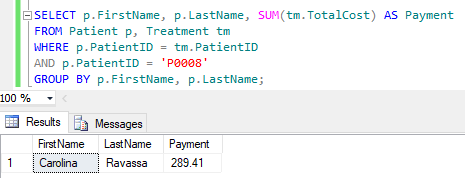 SELECT p.FirstName, p.LastName, SUM(tm.TotalCost) AS Payment
FROM Patient p, Treatment tm
WHERE p.PatientID = tm.PatientID
AND p.PatientID = 'P0008'
GROUP BY p.FirstName, p.LastName;
100 %
Results Messages
FirstName LastName Payment
1 Carolina Ravassa 289.41